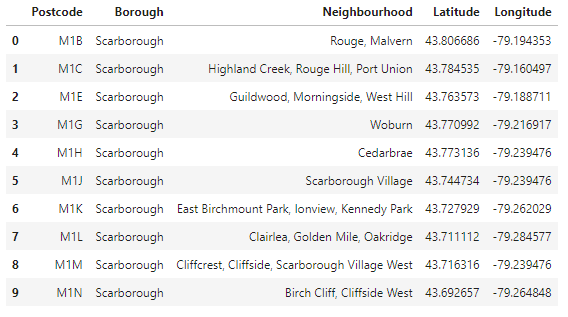 Postcode Borough Neighbourhood Latitude Longitude
0 M1B Scarborough Rouge, Malvern 43.806686 -79.194353
1 M1C Scarborough Highland Creek, Rouge Hill, Port Union 43.784535 -79.160497
2 M1E Scarborough Guildwood, Morningside, West Hill 43.763573 -79.188711
3 M1G Scarborough Woburn 43.770992 -79.216917
4 M1H Scarborough Cedarbrae 43.773136 -79.239476
5 M1J Scarborough Scarborough Village 43.744734 -79.239476
6 M1K Scarborough East Birchmount Park, Ionview, Kennedy Park 43.727929 -79.262029
7 M1L Scarborough Clairlea, Golden Mile, Oakridge 43.711112 -79.284577
8 M1M Scarborough Cliffcrest, Cliffside, Scarborough Village West 43.716316 -79.239476
9 M1N Scarborough Birch Cliff, Cliffside West 43.692657 -79.264848